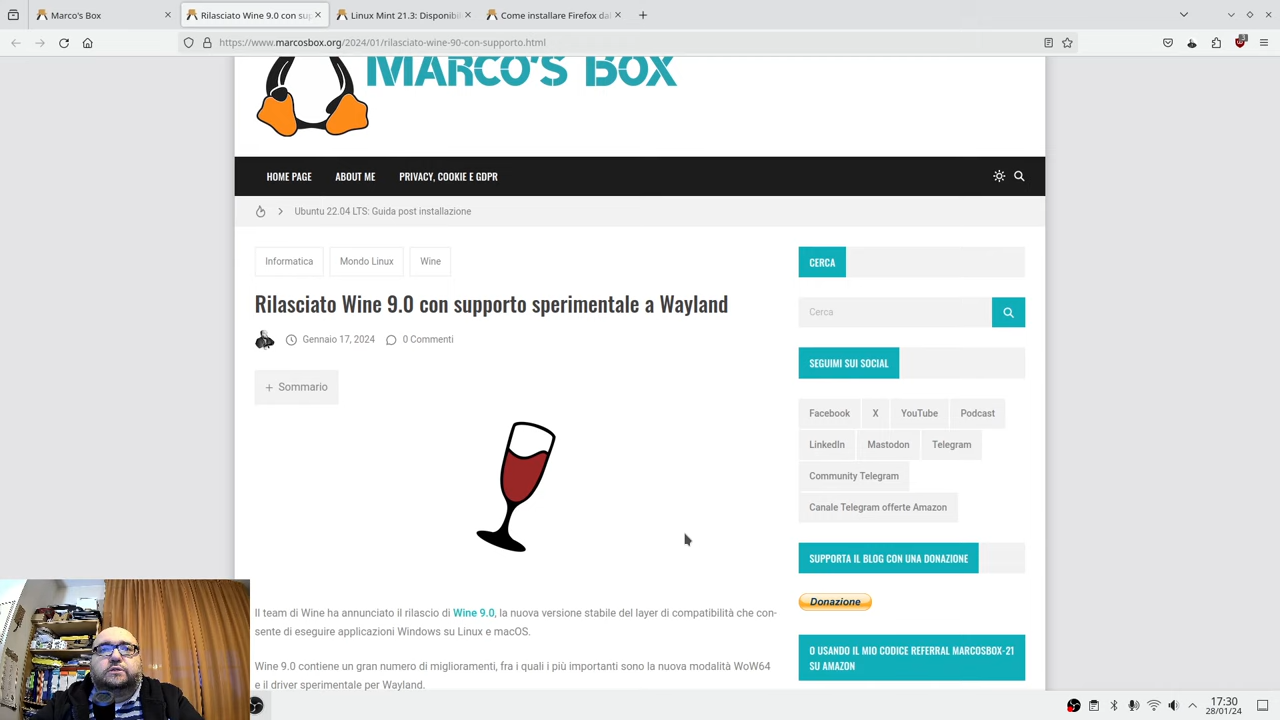 Marco's Box
Rilasciato Wine 9.0 con sup
Linux Mint 21.3: Disponibil
Come installare Firefox dal
https://www.marcosbox.org/2024/01/rilasciato-wine-90-con-supporto.html
3
MARCO'S BOX
HOME PAGE
ABOUT ME
PRIVACY, COOKIE E GDPR
Ubuntu 22.04 LTS: Guida post installazione
Informatica
Mondo Linux
Wine
Rilasciato Wine 9.0 con supporto sperimentale a Wayland
Gennaio 17, 2024
0 Commenti
+ Sommario
Il team di Wine ha annunciato il rilascio di Wine 9.0, la nuova versione stabile del layer di compatibilità che con-
sente di eseguire applicazioni Windows su Linux e macOS.
Wine 9.0 contiene un gran numero di miglioramenti, fra i quali i più importanti sono la nuova modalità WoW64
e il driver sperimentale per Wayland.
CERCA
Cerca
SEGUIMI SUI SOCIAL
Facebook
X
YouTube
Podcast
LinkedIn
Mastodon
Telegram
Community Telegram
Canale Telegram offerte Amazon
SUPPORTA IL BLOG CON UNA DONAZIONE
Donazione
O USANDO IL MIO CODICE REFERRAL MARCOSBOX-21
SU AMAZON
17:30
28/01/24